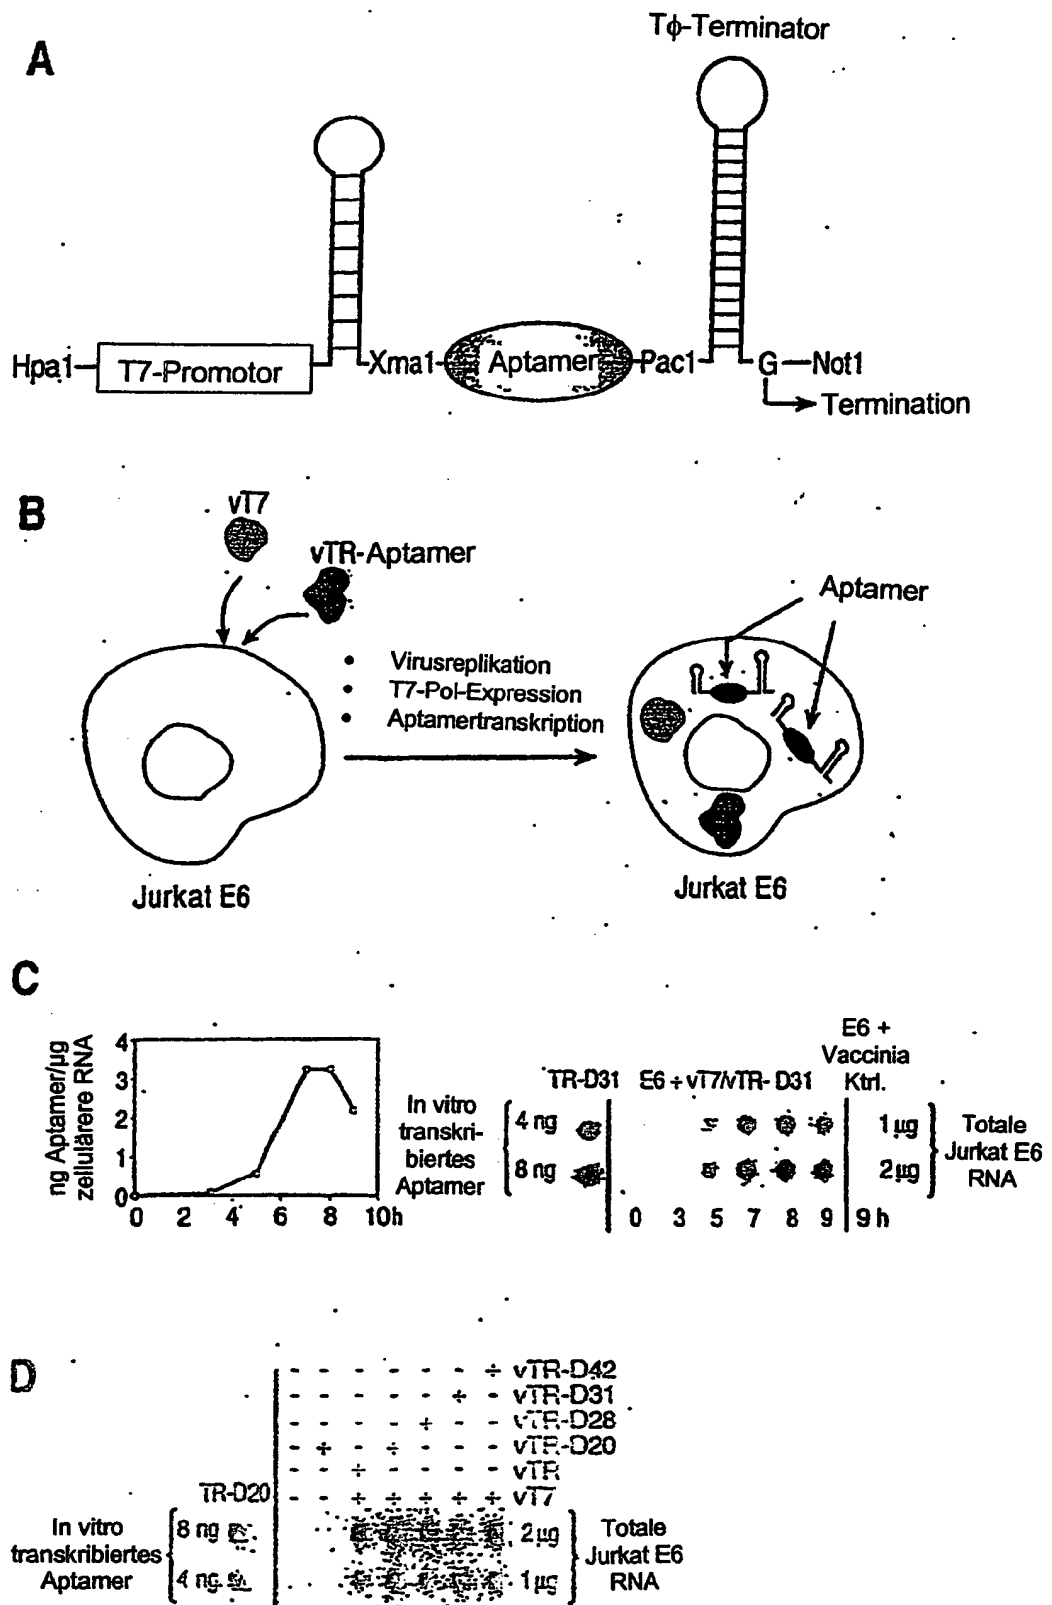 A
Tϕ-Terminator
Hpa1
T7-Promotor
Xma1
Aptamer
Pac1
G
Not1
Termination
B
vT7
vTR-Aptamer
Aptamer
• Virusreplikation
• T7-Pol-Expression
• Aptamertranskription
Jurkat E6
Jurkat E6
C
ng Aptamer/µg
zellulärere RNA
4
3
2
1
0
0 2 4 6 8 10h
In vitro
transkri-
biertes
Aptamer
TR-D31
E6 + vT7/vTR-D31
E6 +
Vaccinia
Ktrl.
4 ng
8 ng
1 µg
2 µg
Totale
Jurkat E6
RNA
0 3 5 7 8 9 9 h
D
- - - - - - + vTR-D42
- - - - - + - vTR-D31
- - - - + - - vTR-D28
- + - + - - - vTR-D20
- - + - - - - vTR
TR-D20
- - + + + + + vT7
In vitro
transkribiertes
Aptamer
8 ng
4 ng
2 µg
1 µg
Totale
Jurkat E6
RNA